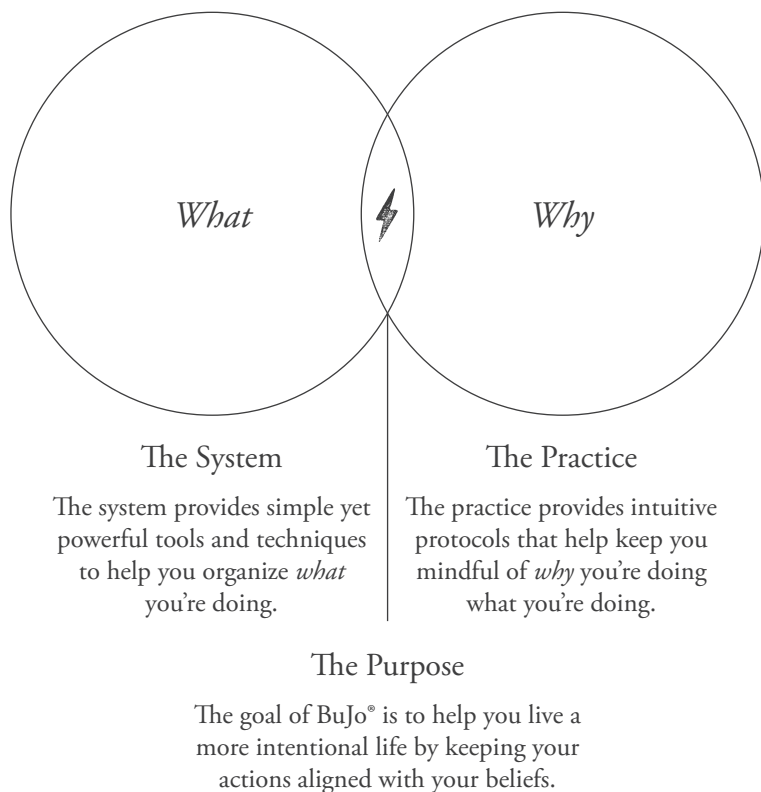 What
Why
The System
The system provides simple yet
powerful tools and techniques
to help you organize what
you're doing.
The Practice
The practice provides intuitive
protocols that help keep you
mindful of why you're doing
what you're doing.
The Purpose
The goal of BuJo® is to help you live a
more intentional life by keeping your
actions aligned with your beliefs.